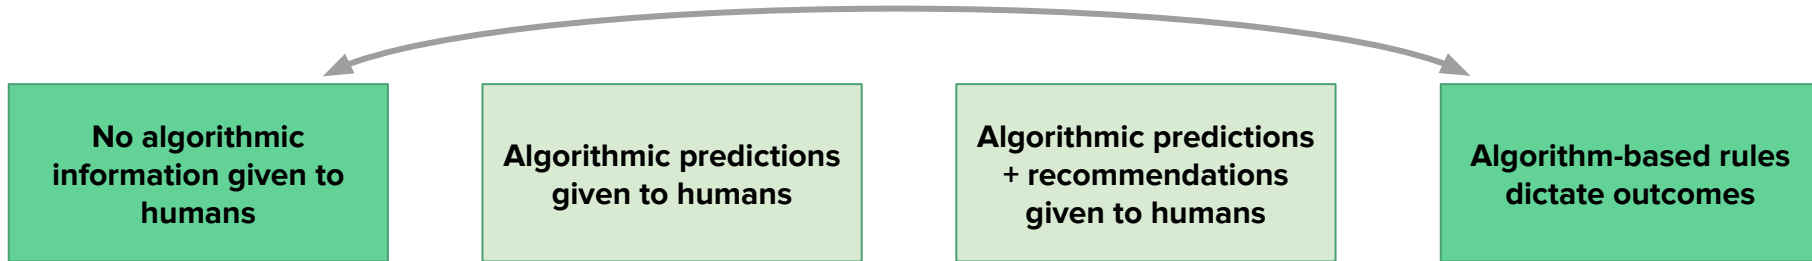 No algorithmic
information given to
humans
Algorithmic predictions
given to humans
Algorithmic predictions
+ recommendations
given to humans
Algorithm-based rules
dictate outcomes